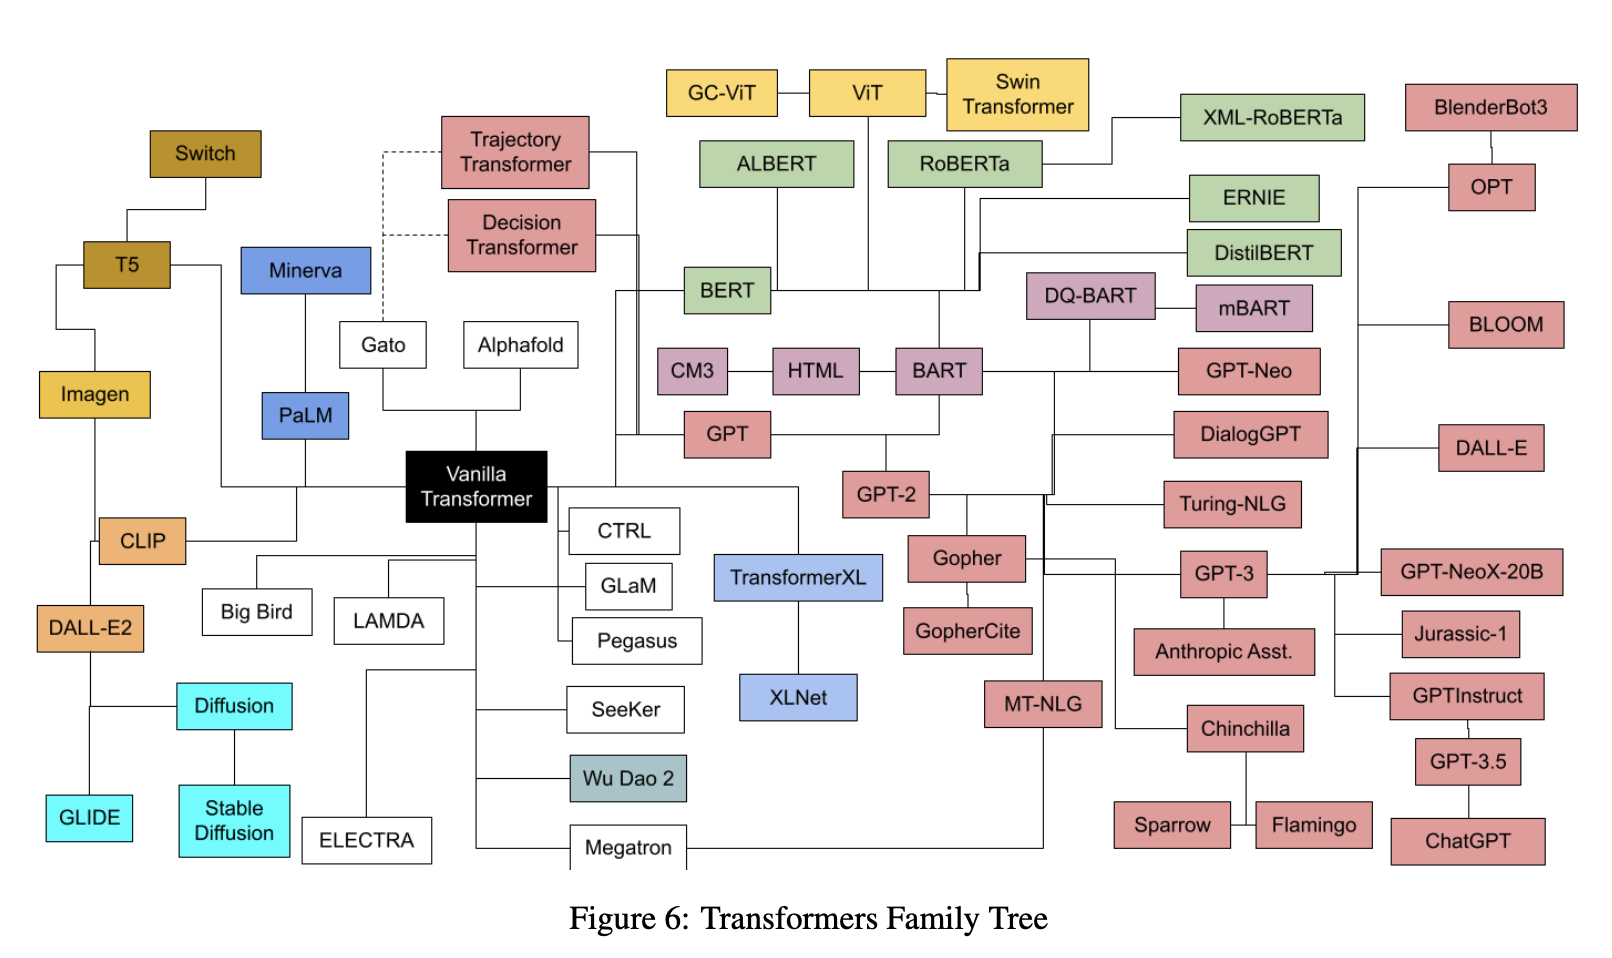 GC-ViT
ViT
Swin
Transformer
BlenderBot3
XML-RoBERTa
Switch
Trajectory
Transformer
ALBERT
RoBERTa
OPT
ERNIE
Decision
Transformer
DistilBERT
T5
Minerva
BERT
DQ-BART
mBART
BLOOM
Gato
Alphafold
CM3
HTML
BART
GPT-Neo
Imagen
PaLM
GPT
DialogGPT
DALL-E
Vanilla
Transformer
GPT-2
Turing-NLG
CLIP
CTRL
Gopher
TransformerXL
GPT-3
GPT-NeoX-20B
GLaM
Big Bird
LAMDA
DALL-E2
Pegasus
GopherCite
Anthropic Asst.
Jurassic-1
Diffusion
SeeKer
XLNet
MT-NLG
GPTInstruct
Chinchilla
GPT-3.5
Wu Dao 2
GLIDE
Stable
Diffusion
ELECTRA
Megatron
Sparrow
Flamingo
ChatGPT
Figure 6: Transformers Family Tree